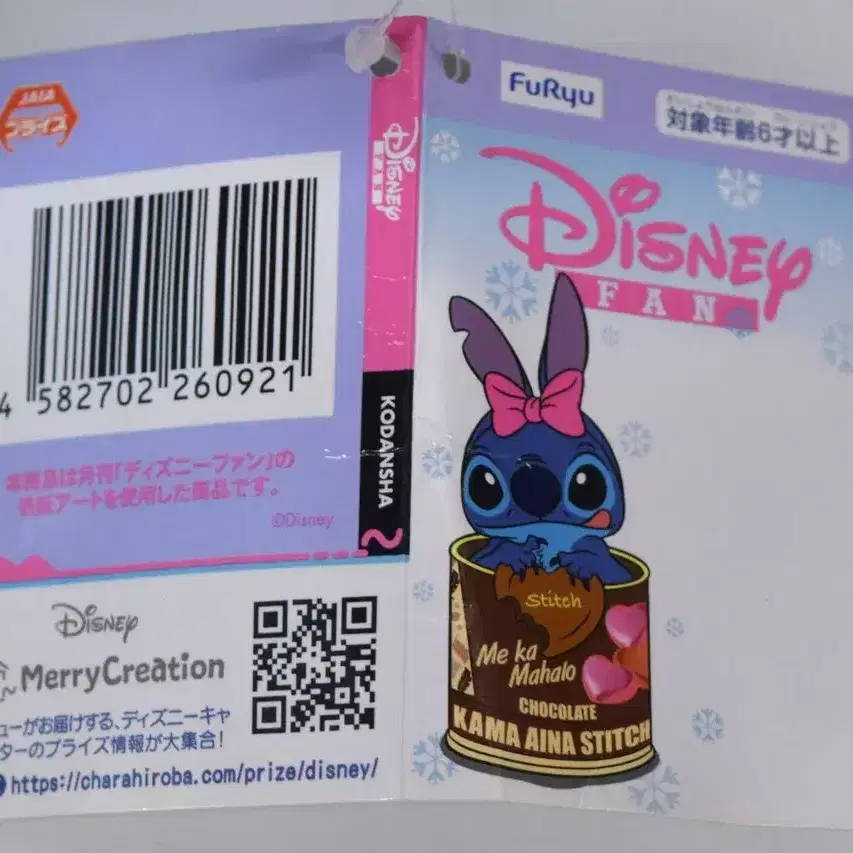 JAIA
プライズ
4 582702 260921
本商品は月刊「ディズニーファン」の
表紙アートを使用した商品です。
©Disney
Disney
MerryCreation
ューがお届けする、ディズニーキャ
ターのプライズ情報が大集合!
https://charahiroba.com/prize/disney/
Disney
KODANSHA
FuRyu
対象年齢6才以上
Disney
FAN
Stitch
Me ka
Mahalo
CHOCOLATE
KAMA AINA STITCH